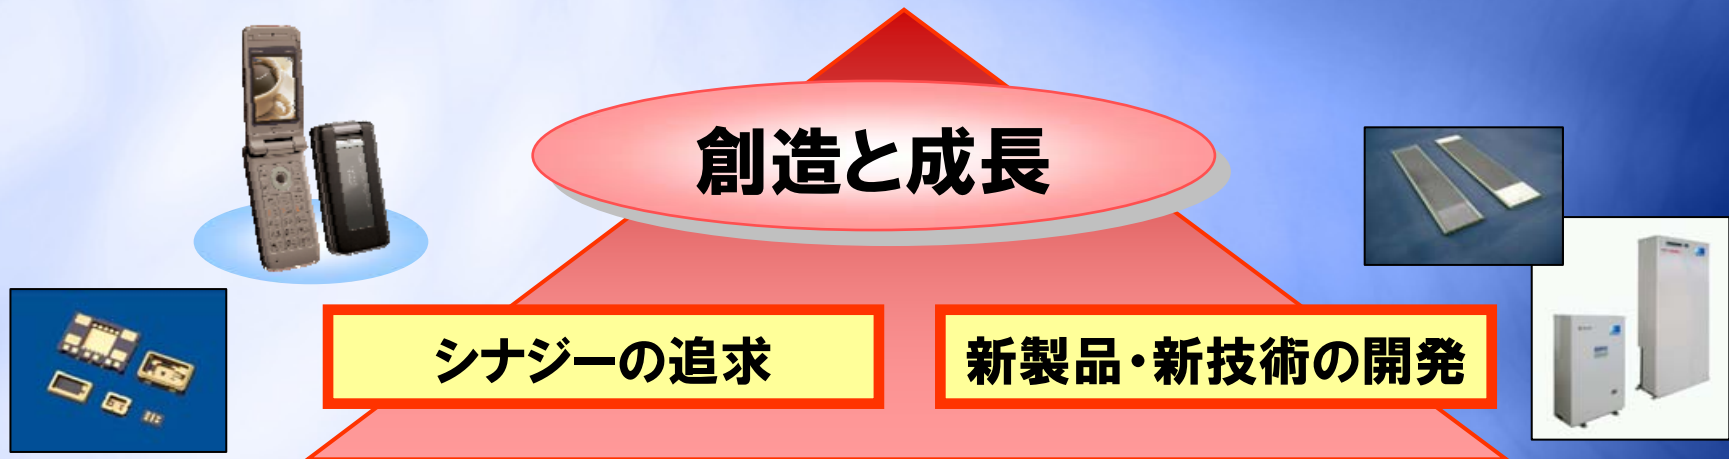 創造と成長
シナジーの追求
新製品・新技術の開発